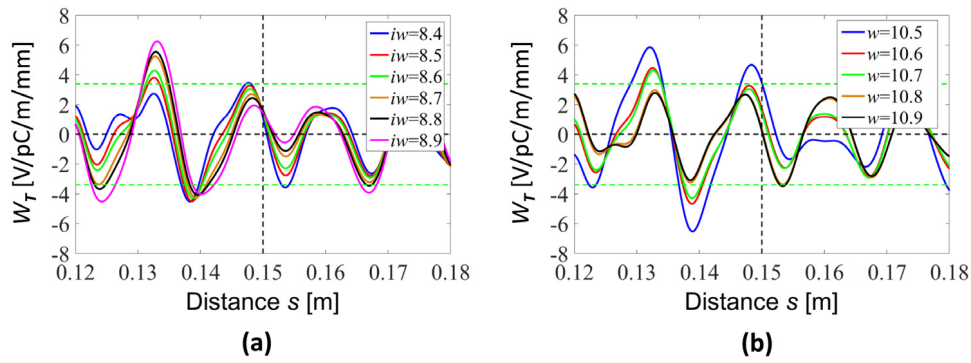 8
6
4
2
0
-2
-4
-6
-8
W_T [V/pC/m/mm]
0.12 0.13 0.14 0.15 0.16 0.17 0.18
Distance s [m]
iw=8.4
iw=8.5
iw=8.6
iw=8.7
iw=8.8
iw=8.9
(a)
8
6
4
2
0
-2
-4
-6
-8
W_T [V/pC/m/mm]
0.12 0.13 0.14 0.15 0.16 0.17 0.18
Distance s [m]
w=10.5
w=10.6
w=10.7
w=10.8
w=10.9
(b)